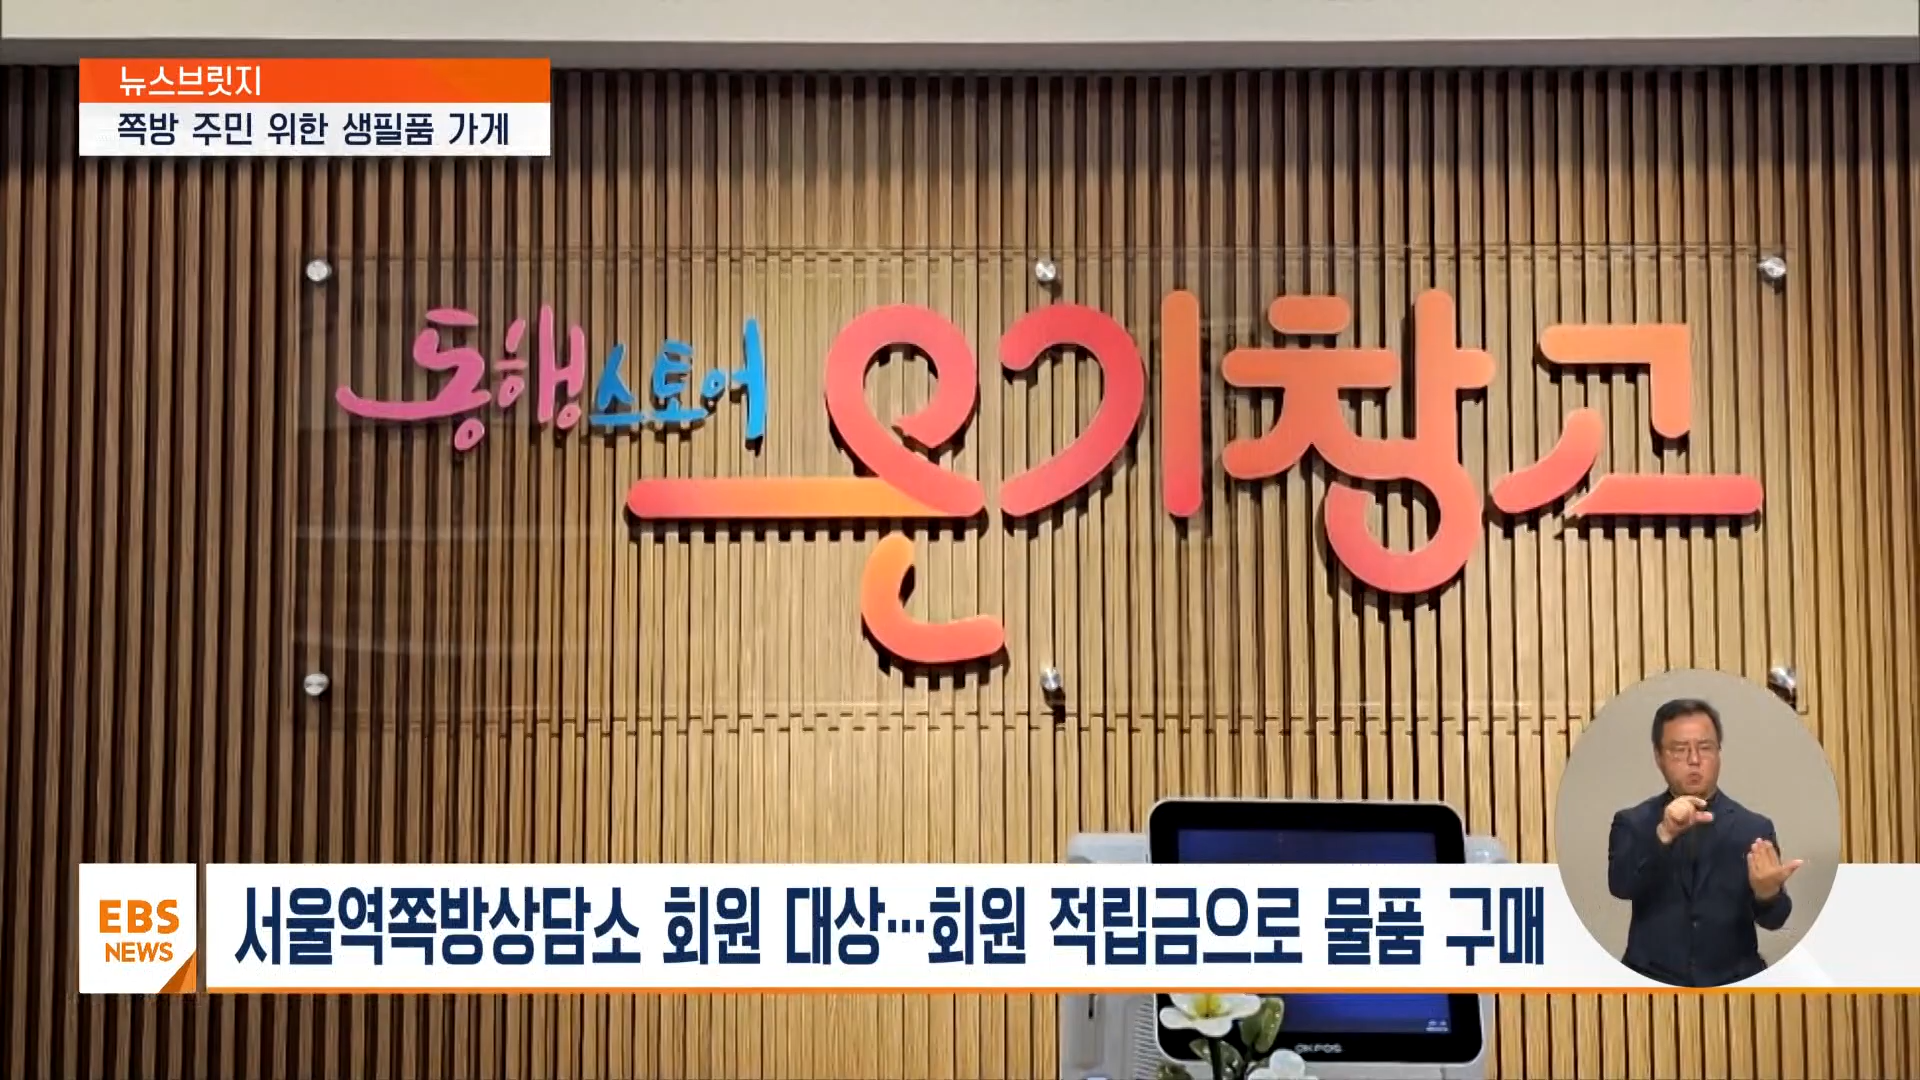 뉴스브릿지
쪽방 주민 위한 생필품 가게
동행스토어 온기창고
EBS
NEWS
서울역쪽방상담소 회원 대상…회원 적립금으로 물품 구매
OKPOS